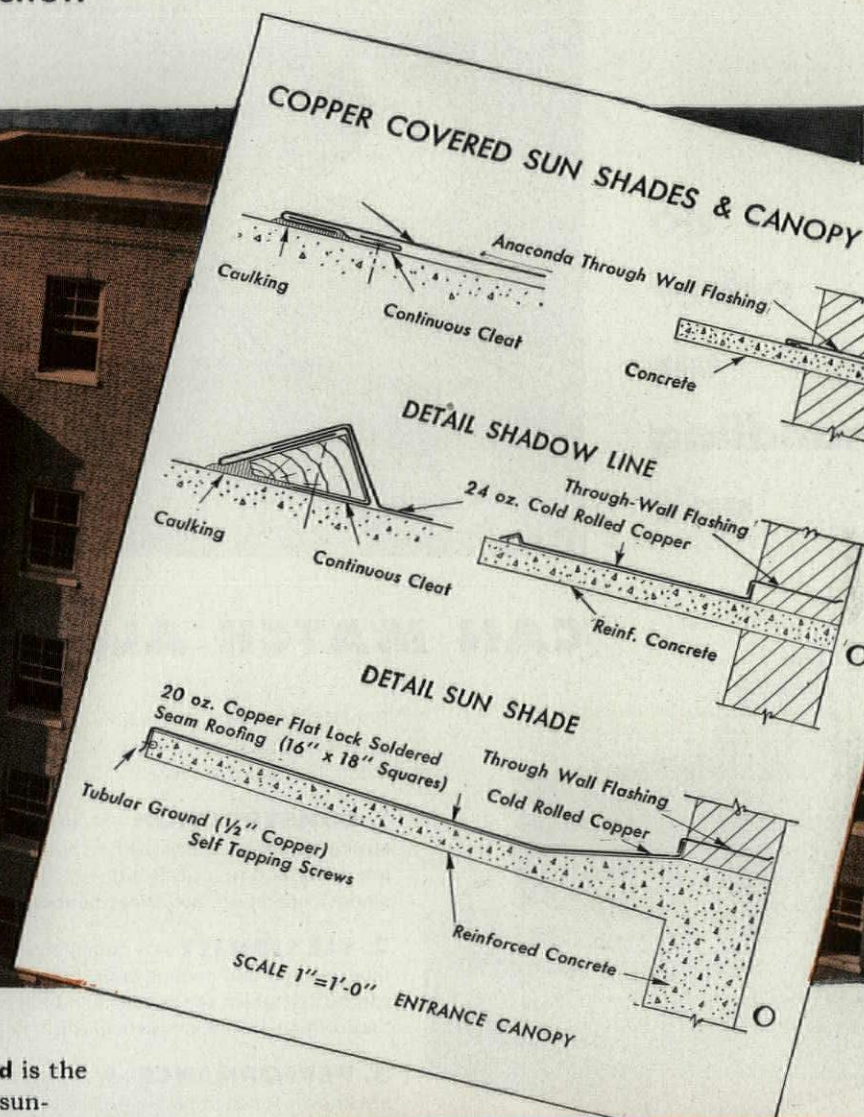 COPPER COVERED SUN SHADES & CANOPY
Anaconda Through Wall Flashing
Caulking
Continuous Cleat
Concrete
DETAIL SHADOW LINE
Through-Wall Flashing
24 oz. Cold Rolled Copper
Caulking
Continuous Cleat
Reinf. Concrete
DETAIL SUN SHADE
20 oz. Copper Flat Lock Soldered
Seam Roofing (16" x 18" Squares)
Through Wall Flashing
Cold Rolled Copper
Tubular Ground (½" Copper)
Self Tapping Screws
Reinforced Concrete
SCALE 1"=1'-0" ENTRANCE CANOPY
is the
sun-